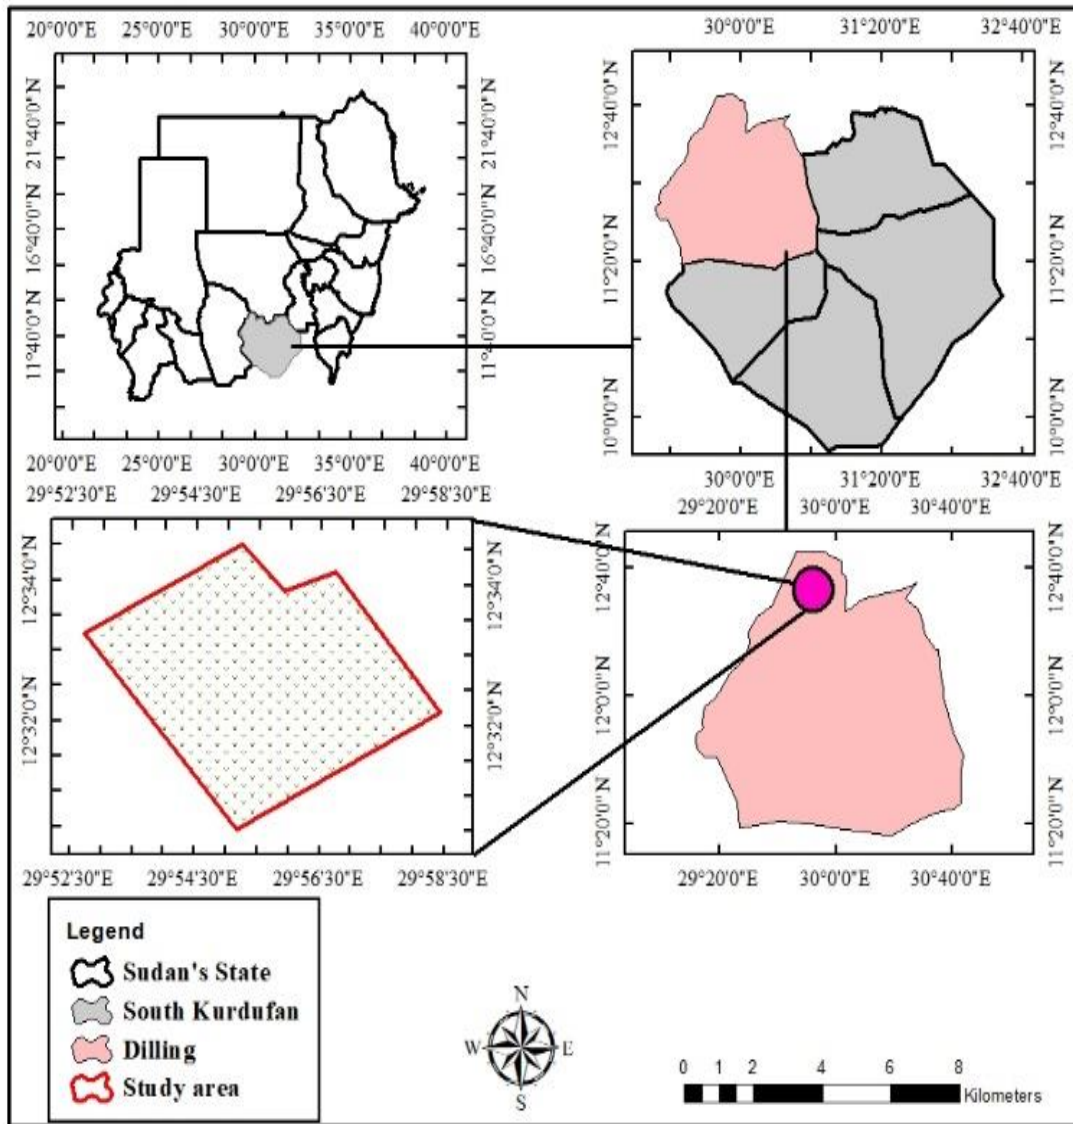 20°0'0"E 25°0'0"E 30°0'0"E 35°0'0"E 40°0'0"E
21°40'0"N
16°40'0"N
11°40'0"N
21°40'0"N
16°40'0"N
11°40'0"N
20°0'0"E 25°0'0"E 30°0'0"E 35°0'0"E 40°0'0"E
30°0'0"E 31°20'0"E 32°40'0"E
12°40'0"N
11°20'0"N
10°0'0"N
12°40'0"N
11°20'0"N
10°0'0"N
30°0'0"E 31°20'0"E 32°40'0"E
29°52'30"E 29°54'30"E 29°56'30"E 29°58'30"E
12°34'0"N
12°32'0"N
12°34'0"N
12°32'0"N
29°52'30"E 29°54'30"E 29°56'30"E 29°58'30"E
29°20'0"E 30°0'0"E 30°40'0"E
12°40'0"N
12°0'0"N
11°20'0"N
12°40'0"N
12°0'0"N
11°20'0"N
29°20'0"E 30°0'0"E 30°40'0"E
Legend
Sudan's State
South Kurdufan
Dilling
Study area
N
W E
S
0 1 2 4 6 8
Kilometers